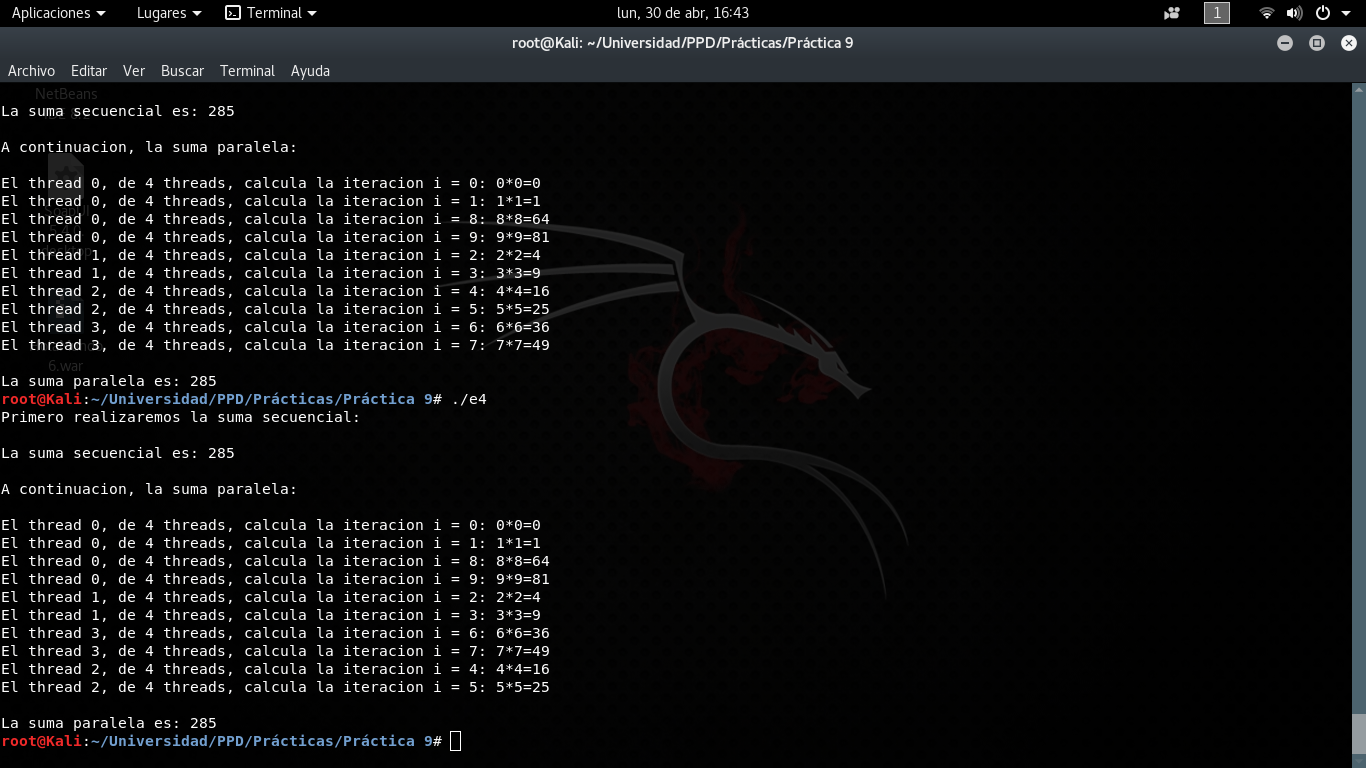 Aplicaciones Lugares Terminal lun, 30 de abr, 16:43 1
root@Kali: ~/Universidad/PPD/Prácticas/Práctica 9
Archivo Editar Ver Buscar Terminal Ayuda
NetBeans
La suma secuencial es: 285
A continuacion, la suma paralela:
El thread 0, de 4 threads, calcula la iteracion i = 0: 0*0=0
El thread 0, de 4 threads, calcula la iteracion i = 1: 1*1=1
El thread 0, de 4 threads, calcula la iteracion i = 8: 8*8=64
El thread 0, de 4 threads, calcula la iteracion i = 9: 9*9=81
El thread 1, de 4 threads, calcula la iteracion i = 2: 2*2=4
El thread 1, de 4 threads, calcula la iteracion i = 3: 3*3=9
El thread 2, de 4 threads, calcula la iteracion i = 4: 4*4=16
El thread 2, de 4 threads, calcula la iteracion i = 5: 5*5=25
El thread 3, de 4 threads, calcula la iteracion i = 6: 6*6=36
El thread 3, de 4 threads, calcula la iteracion i = 7: 7*7=49
6.war
La suma paralela es: 285
root@Kali:~/Universidad/PPD/Prácticas/Práctica 9# ./e4
Primero realizaremos la suma secuencial:
La suma secuencial es: 285
A continuacion, la suma paralela:
El thread 0, de 4 threads, calcula la iteracion i = 0: 0*0=0
El thread 0, de 4 threads, calcula la iteracion i = 1: 1*1=1
El thread 0, de 4 threads, calcula la iteracion i = 8: 8*8=64
El thread 0, de 4 threads, calcula la iteracion i = 9: 9*9=81
El thread 1, de 4 threads, calcula la iteracion i = 2: 2*2=4
El thread 1, de 4 threads, calcula la iteracion i = 3: 3*3=9
El thread 3, de 4 threads, calcula la iteracion i = 6: 6*6=36
El thread 3, de 4 threads, calcula la iteracion i = 7: 7*7=49
El thread 2, de 4 threads, calcula la iteracion i = 4: 4*4=16
El thread 2, de 4 threads, calcula la iteracion i = 5: 5*5=25
La suma paralela es: 285
root@Kali:~/Universidad/PPD/Prácticas/Práctica 9#